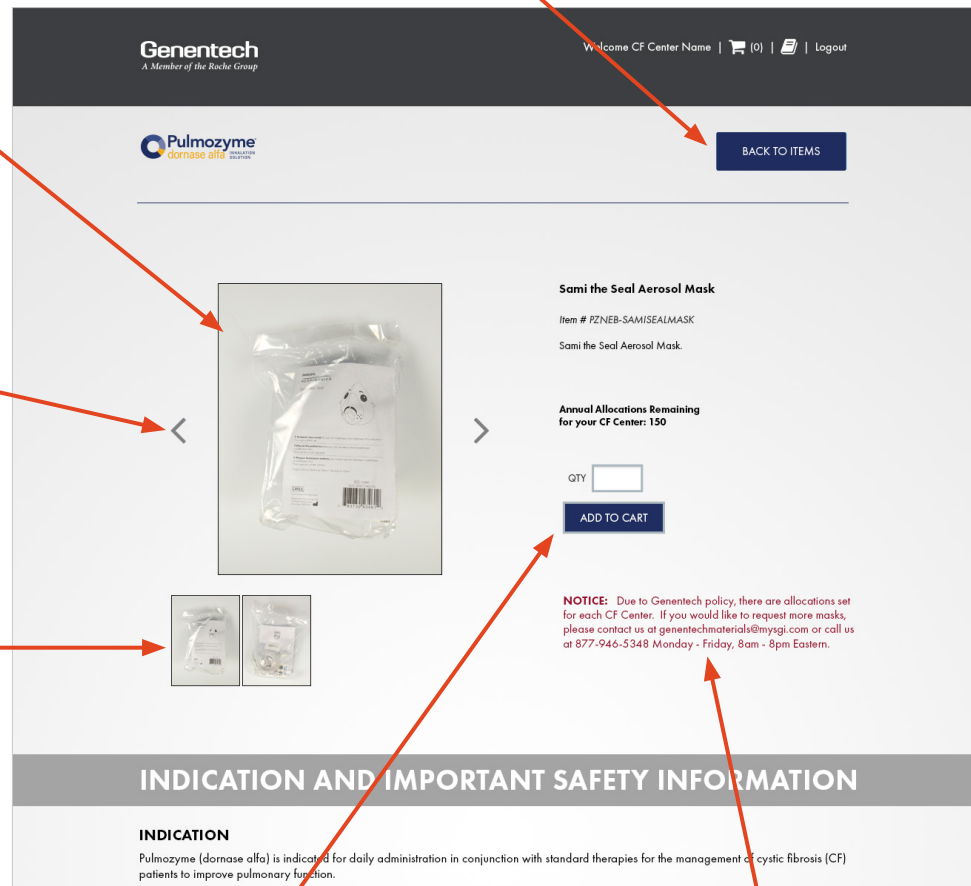 Genentech
A Member of the Roche Group
Welcome CF Center Name | (0) | | Logout
Pulmozyme
dornase alfa INHALATION SOLUTION
BACK TO ITEMS
Sami the Seal Aerosol Mask
Item # PZNEB-SAMISEALMASK
Sami the Seal Aerosol Mask.
Annual Allocations Remaining
for your CF Center: 150
QTY
ADD TO CART
NOTICE: Due to Genentech policy, there are allocations set
for each CF Center. If you would like to request more masks,
please contact us at genentechmaterials@mysgi.com or call us
at 877-946-5348 Monday - Friday, 8am - 8pm Eastern.
INDICATION AND IMPORTANT SAFETY INFORMATION
INDICATION
Pulmozyme (dornase alfa) is indicated for daily administration in conjunction with standard therapies for the management of cystic fibrosis (CF)
patients to improve pulmonary function.